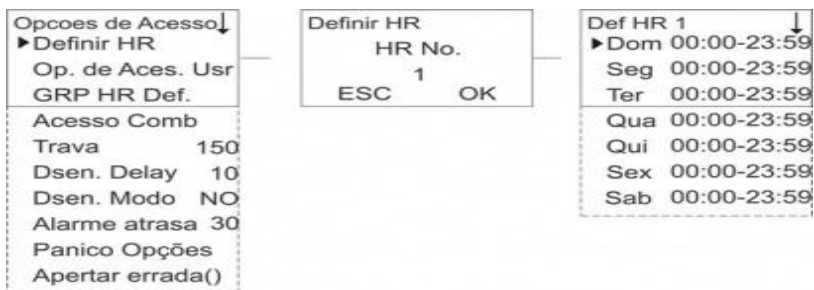 Opcoes de Acesso↓
▶Definir HR
Op. de Aces. Usr
GRP HR Def.
Acesso Comb
Trava 150
Dsen. Delay 10
Dsen. Modo NO
Alarme atrasa 30
Panico Opções
Apertar errada()
Definir HR
HR No.
1
ESC OK
Def HR 1 ↓
▶Dom 00:00-23:59
Seg 00:00-23:59
Ter 00:00-23:59
Qua 00:00-23:59
Qui 00:00-23:59
Sex 00:00-23:59
Sab 00:00-23:59